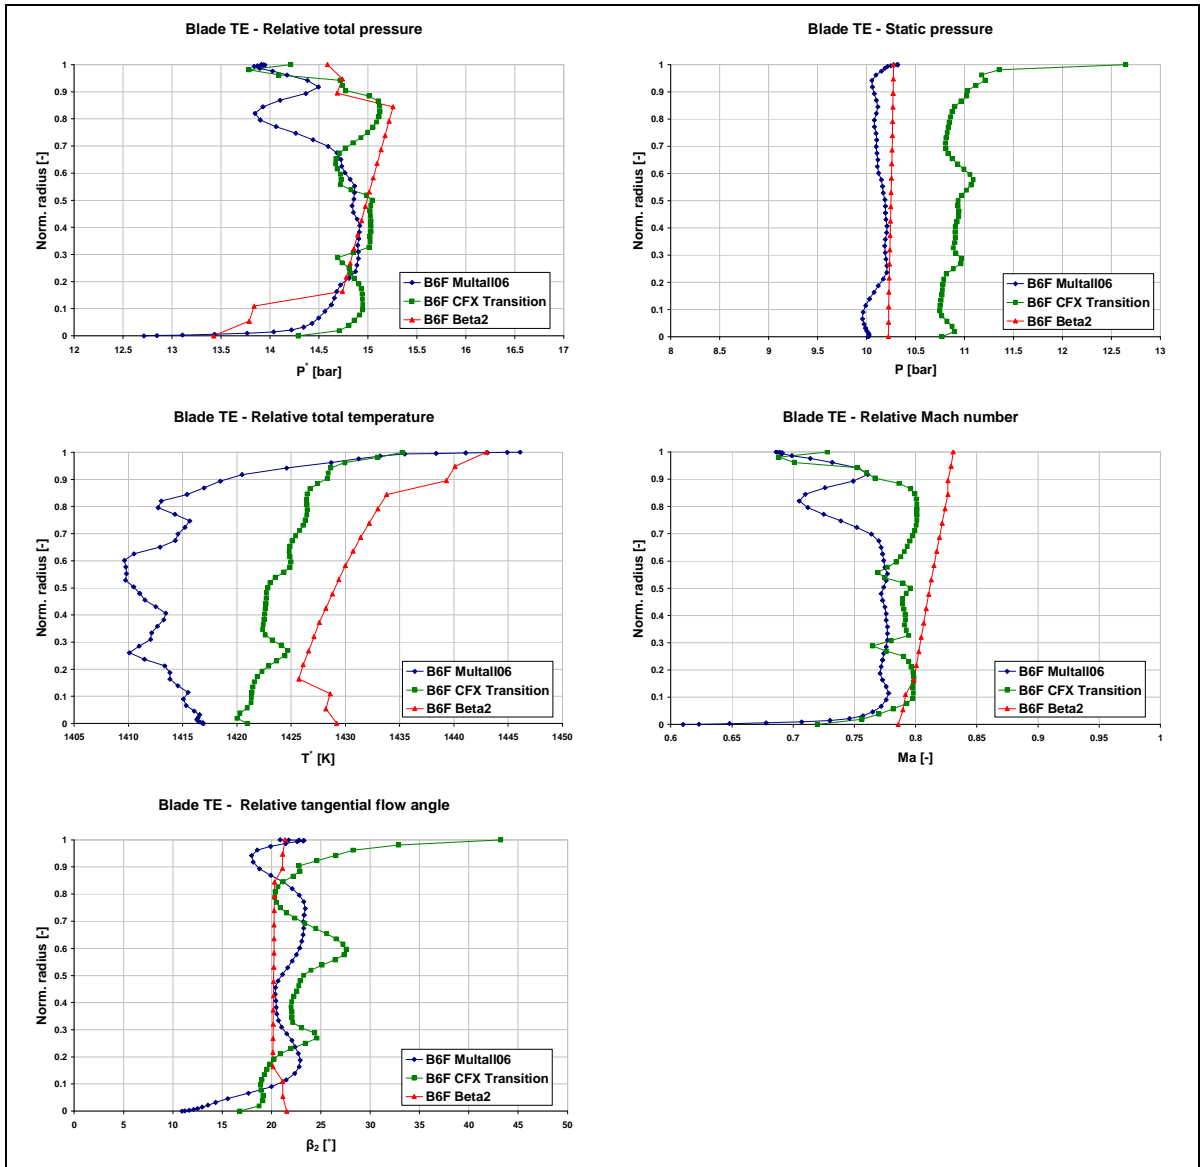 Blade TE - Relative total pressure
Norm. radius [-]
1
0.9
0.8
0.7
0.6
0.5
0.4
0.3
0.2
0.1
0
12 12.5 13 13.5 14 14.5 15 15.5 16 16.5 17
P* [bar]
B6F Multall06
B6F CFX Transition
B6F Beta2
Blade TE - Static pressure
Norm. radius [-]
1
0.9
0.8
0.7
0.6
0.5
0.4
0.3
0.2
0.1
0
8 8.5 9 9.5 10 10.5 11 11.5 12 12.5 13
P [bar]
B6F Multall06
B6F CFX Transition
B6F Beta2
Blade TE - Relative total temperature
Norm. radius [-]
1
0.9
0.8
0.7
0.6
0.5
0.4
0.3
0.2
0.1
0
1405 1410 1415 1420 1425 1430 1435 1440 1445 1450
T* [K]
B6F Multall06
B6F CFX Transition
B6F Beta2
Blade TE - Relative Mach number
Norm. radius [-]
1
0.9
0.8
0.7
0.6
0.5
0.4
0.3
0.2
0.1
0
0.6 0.65 0.7 0.75 0.8 0.85 0.9 0.95 1
Ma [-]
B6F Multall06
B6F CFX Transition
B6F Beta2
Blade TE - Relative tangential flow angle
Norm. radius [-]
1
0.9
0.8
0.7
0.6
0.5
0.4
0.3
0.2
0.1
0
0 5 10 15 20 25 30 35 40 45 50
β₂ [°]
B6F Multall06
B6F CFX Transition
B6F Beta2